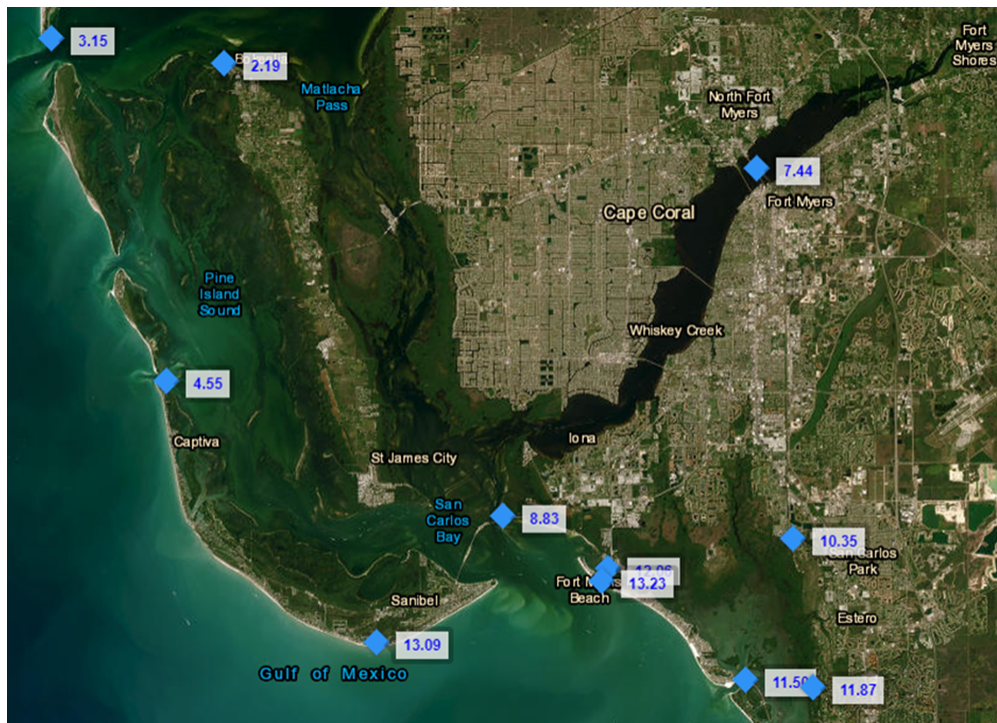 Fort
Myers
Shores
3.15
2.19
Matlacha
Pass
North Fort
Myers
7.44
Fort Myers
Cape Coral
Pine
Island
Sound
Whiskey Creek
4.55
Captiva
Iona
St James City
San
Carlos
Bay
8.83
10.35
San Carlos
Park
13.23
Fort
Beach
Sanibel
Estero
13.09
Gulf of Mexico
11.50
11.87